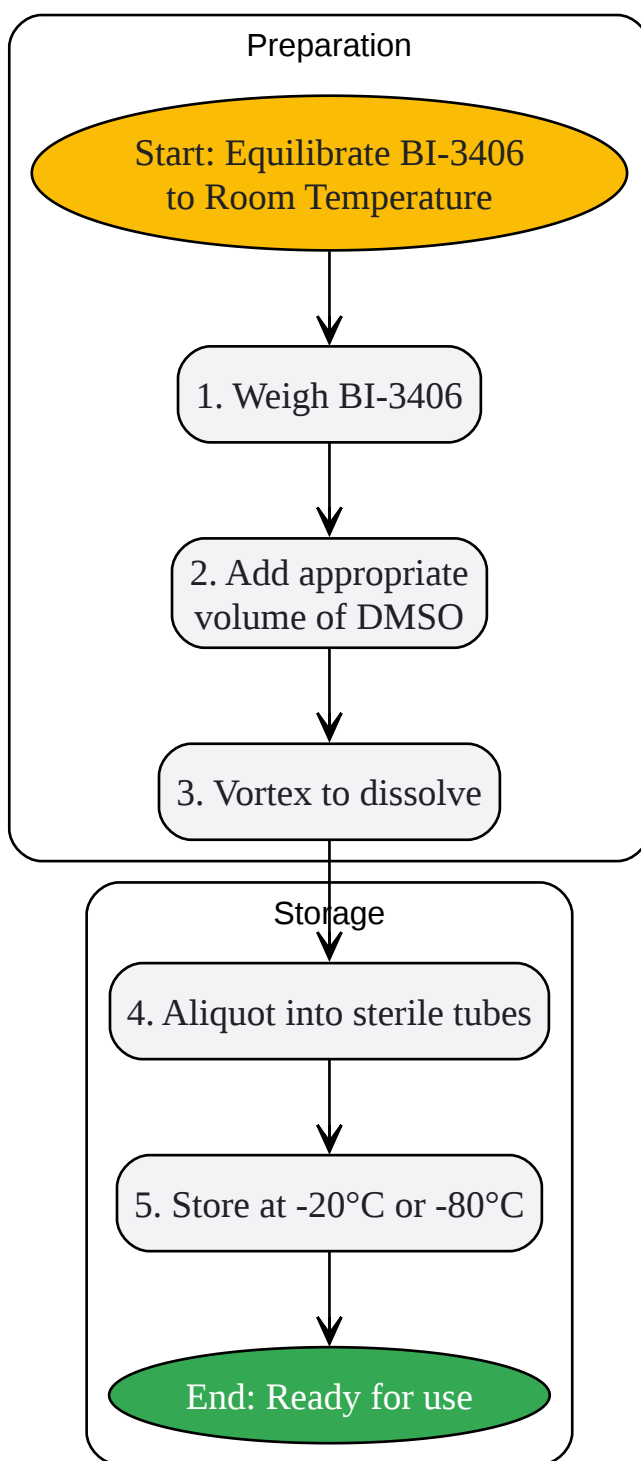 Preparation
Start: Equilibrate BI-3406
to Room Temperature
1. Weigh BI-3406
2. Add appropriate
volume of DMSO
3. Vortex to dissolve
Storage
4. Aliquot into sterile tubes
5. Store at -20°C or -80°C
End: Ready for use